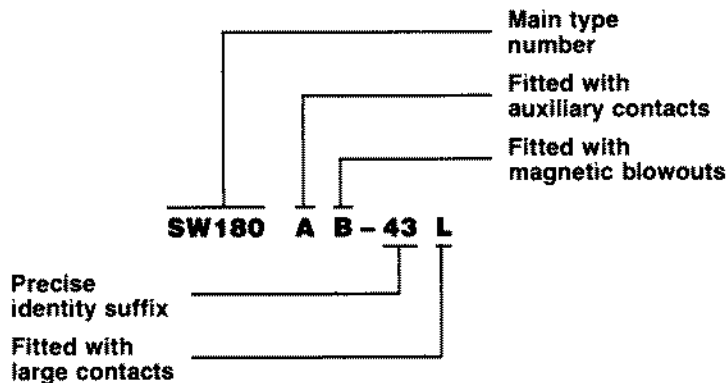 Main type
number
Fitted with
auxiliary contacts
Fitted with
magnetic blowouts
SW180 A B – 43 L
Precise
identity suffix
Fitted with
large contacts